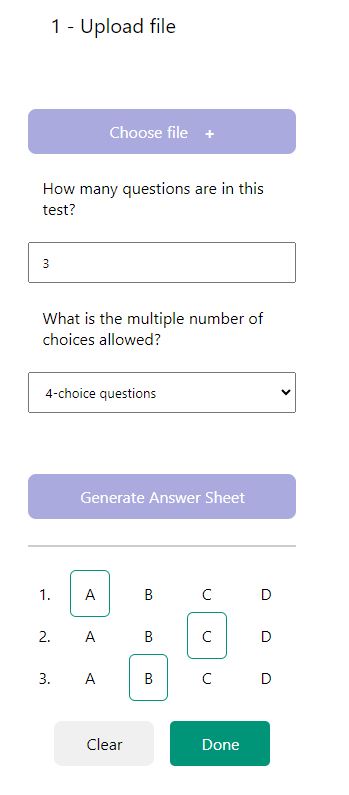 1 - Upload file
Choose file +
How many questions are in this
test?
3
What is the multiple number of
choices allowed?
4-choice questions
Generate Answer Sheet
1. A B C D
2. A B C D
3. A B C D
Clear Done